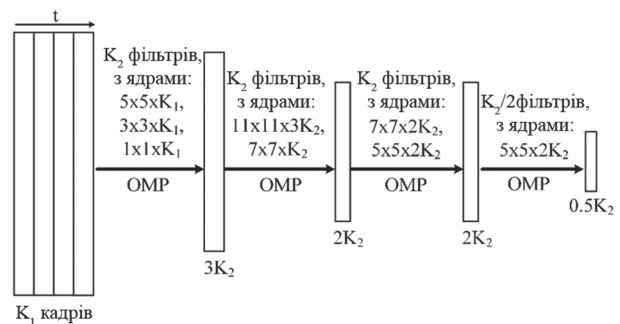 t
K₂ фільтрів,
з ядрами:
5x5xK₁,
3x3xK₁,
1x1xK₁
OMP
K₂ фільтрів,
з ядрами:
11x11x3K₂,
7x7xK₂
OMP
K₂ фільтрів,
з ядрами:
7x7x2K₂,
5x5x2K₂
OMP
K₂/2фільтрів,
з ядрами:
5x5x2K₂
OMP
3K₂
2K₂
2K₂
0.5K₂
K₁ кадрів